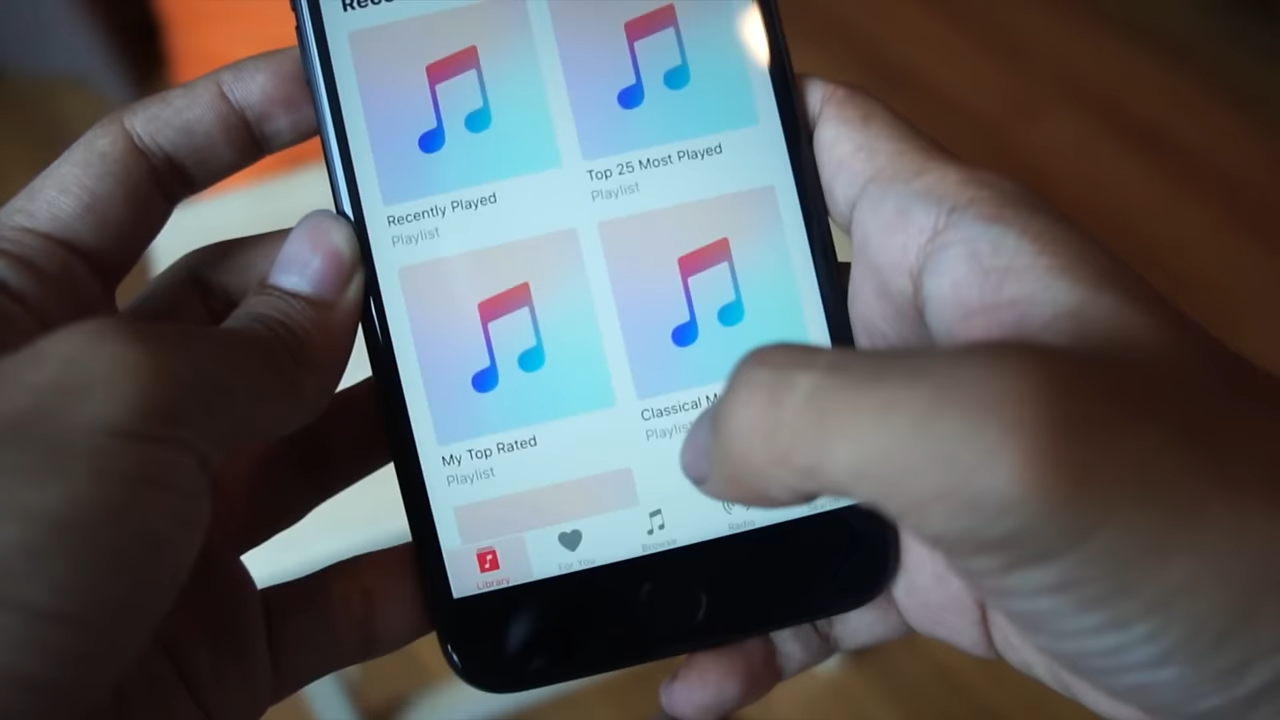 Recently Played
Playlist
Top 25 Most Played
Playlist
My Top Rated
Playlist
Classical
Playlist
Library
For You
Browse
Radio